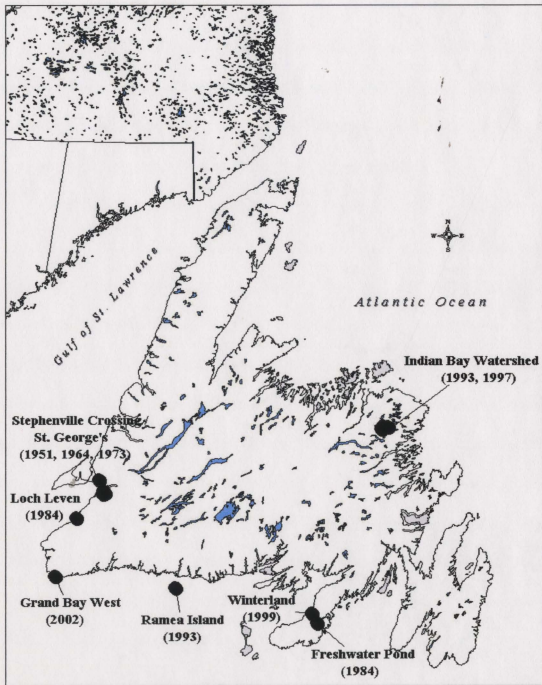 N
W E
S
Gulf of St. Lawrence
Atlantic Ocean
Indian Bay Watershed
(1993, 1997)
Stephenville Crossing/
St. George's
(1951, 1964, 1973)
Loch Leven
(1984)
Grand Bay West
(2002)
Ramea Island
(1993)
Winterland
(1999)
Freshwater Pond
(1984)